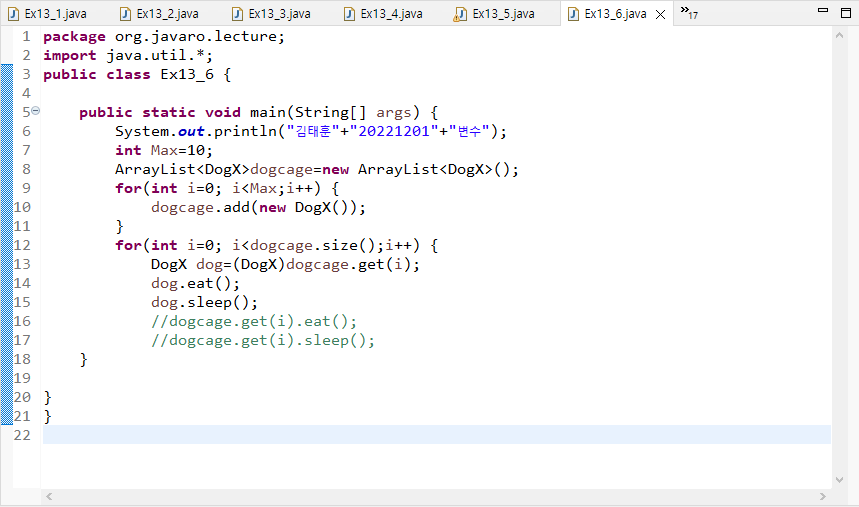 Ex13_1.java Ex13_2.java Ex13_3.java Ex13_4.java Ex13_5.java Ex13_6.java 17
1 package org.javaro.lecture;
2 import java.util.*;
3 public class Ex13_6 {
4
5     public static void main(String[] args) {
6         System.out.println("김태훈"+"20221201"+"변수");
7         int Max=10;
8         ArrayList<DogX>dogcage=new ArrayList<DogX>();
9         for(int i=0; i<Max;i++) {
10             dogcage.add(new DogX());
11         }
12         for(int i=0; i<dogcage.size();i++) {
13             DogX dog=(DogX)dogcage.get(i);
14             dog.eat();
15             dog.sleep();
16             //dogcage.get(i).eat();
17             //dogcage.get(i).sleep();
18     }
19
20 }
21 }
22